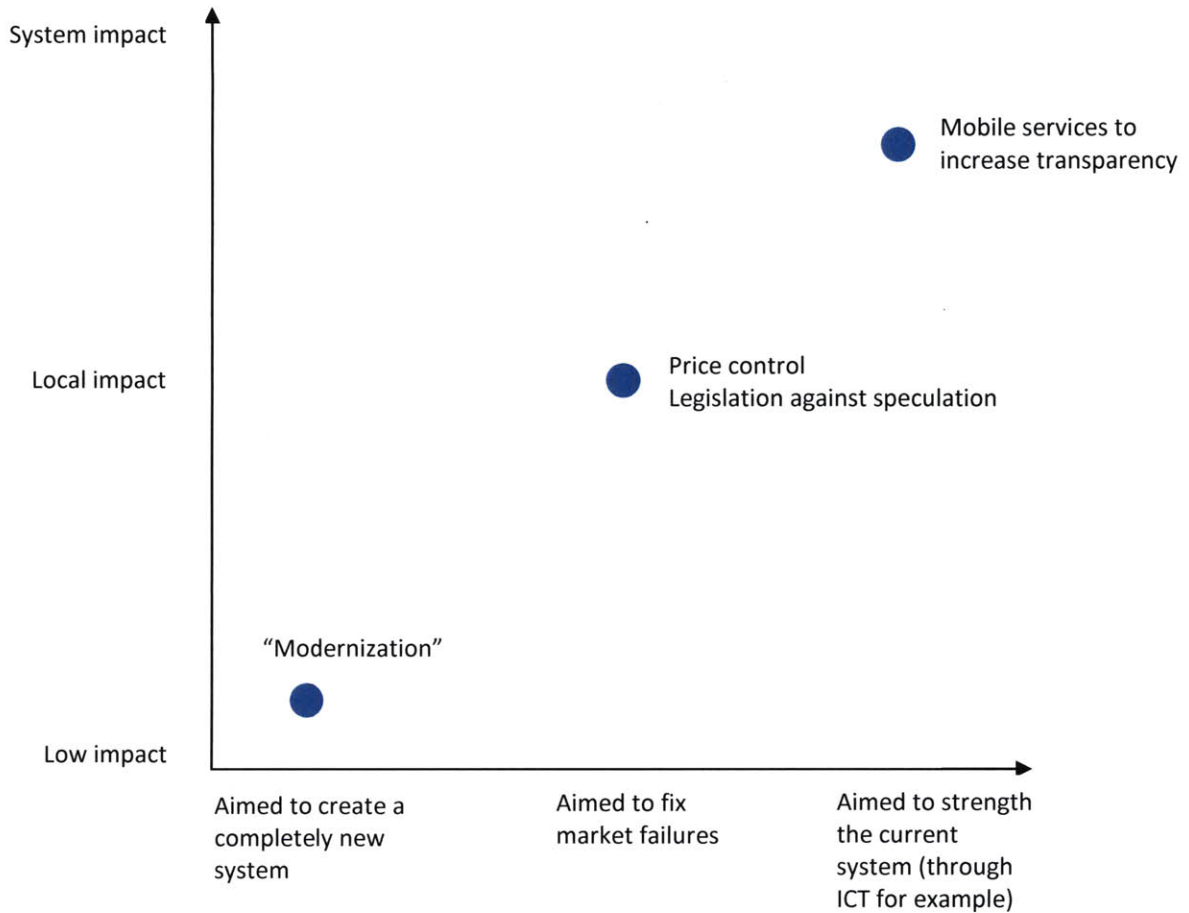 System impact
Mobile services to
increase transparency
Local impact
Price control
Legislation against speculation
“Modernization”
Low impact
Aimed to create a
completely new
system
Aimed to fix
market failures
Aimed to strength
the current
system (through
ICT for example)